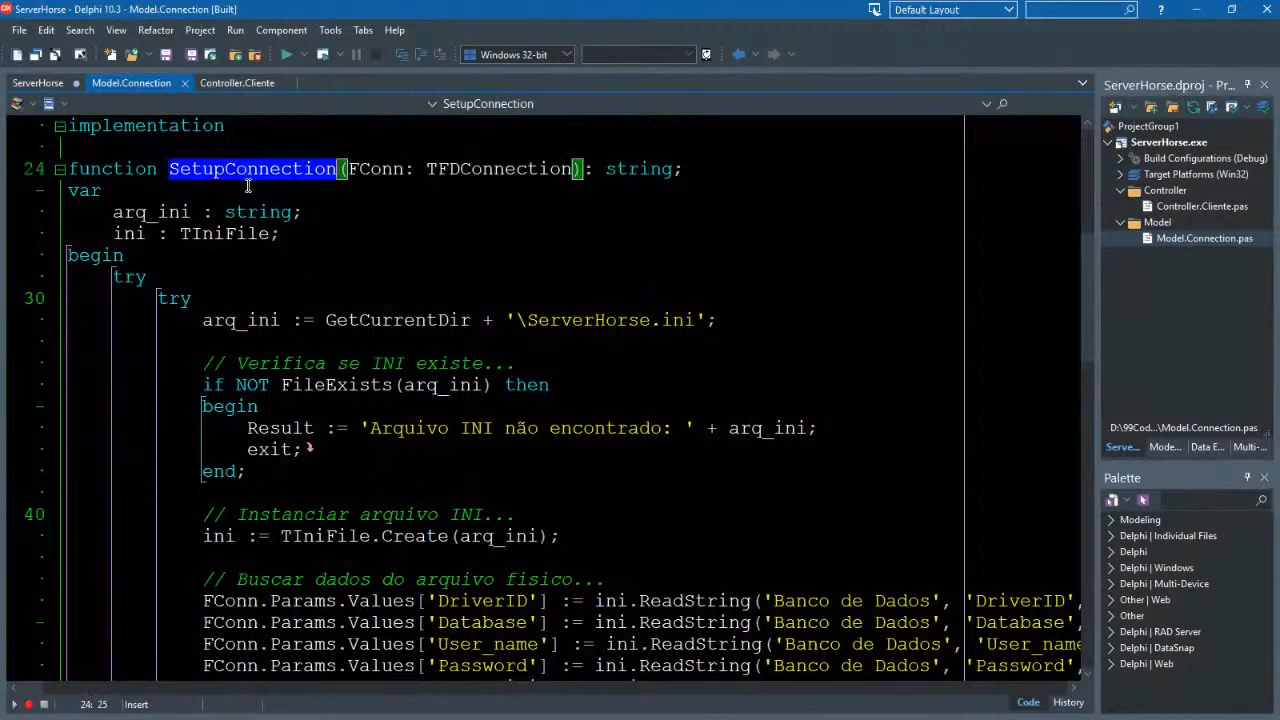 ServerHorse - Delphi 10.3 - Model.Connection [Built]
Default Layout
File Edit Search View Refactor Project Run Component Tools Tabs Help
Windows 32-bit
ServerHorse Model.Connection Controller.Cliente
SetupConnection
implementation
24 function SetupConnection(FConn: TFDConnection): string;
var
arq_ini : string;
ini : TIniFile;
begin
try
30 try
arq_ini := GetCurrentDir + '\ServerHorse.ini';
// Verifica se INI existe...
if NOT FileExists(arq_ini) then
begin
Result := 'Arquivo INI não encontrado: ' + arq_ini;
exit;
end;
40 // Instanciar arquivo INI...
ini := TIniFile.Create(arq_ini);
// Buscar dados do arquivo fisico...
FConn.Params.Values['DriverID'] := ini.ReadString('Banco de Dados', 'DriverID',
FConn.Params.Values['Database'] := ini.ReadString('Banco de Dados', 'Database',
FConn.Params.Values['User_name'] := ini.ReadString('Banco de Dados', 'User_name
FConn.Params.Values['Password'] := ini.ReadString('Banco de Dados', 'Password',
24: 25 Insert
Code History
ServerHorse.dproj - Pr...
ProjectGroup1
ServerHorse.exe
Build Configurations (Debug)
Target Platforms (Win32)
Controller
Controller.Cliente.pas
Model
Model.Connection.pas
D:\99Cod...\Model.Connection.pas
Serve... Mode... Data E... Multi-...
Palette
Modeling
Delphi | Individual Files
Delphi
Delphi | Windows
Delphi | Multi-Device
Other | Web
Other
Delphi | RAD Server
Delphi | DataSnap
Delphi | Web